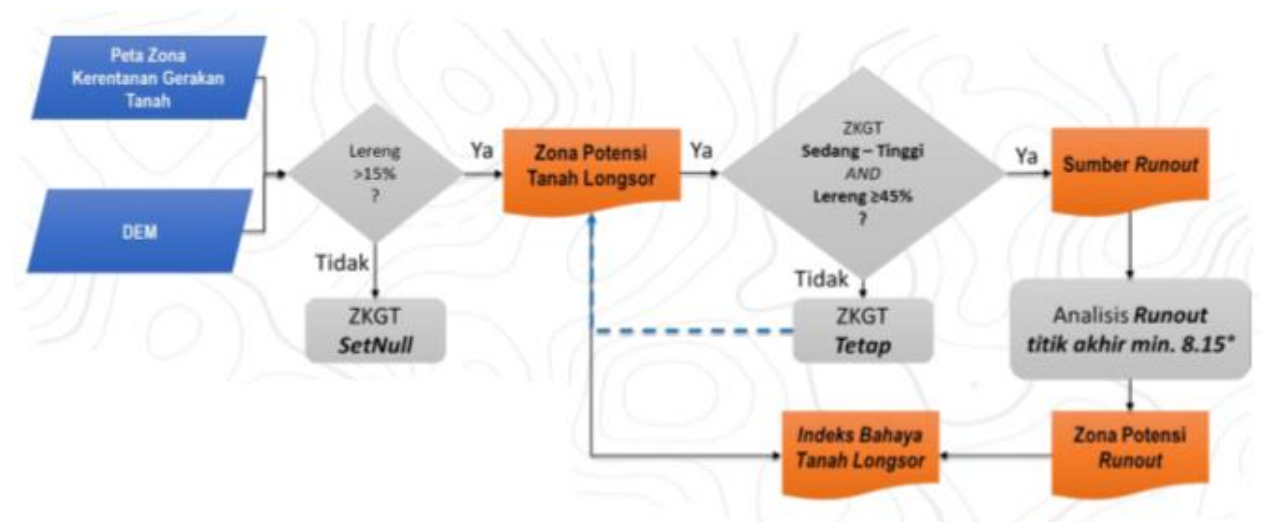 Peta Zona
Kerentanan Gerakan
Tanah
DEM
Lereng
>15%
?
Ya
Tidak
ZKGT
SetNull
Zona Potensi
Tanah Longsor
Ya
ZKGT
Sedang – Tinggi
AND
Lereng ≥45%
?
Tidak
ZKGT
Tetap
Ya
Sumber Runout
Analisis Runout
titik akhir min. 8.15°
Zona Potensi
Runout
Indeks Bahaya
Tanah Longsor